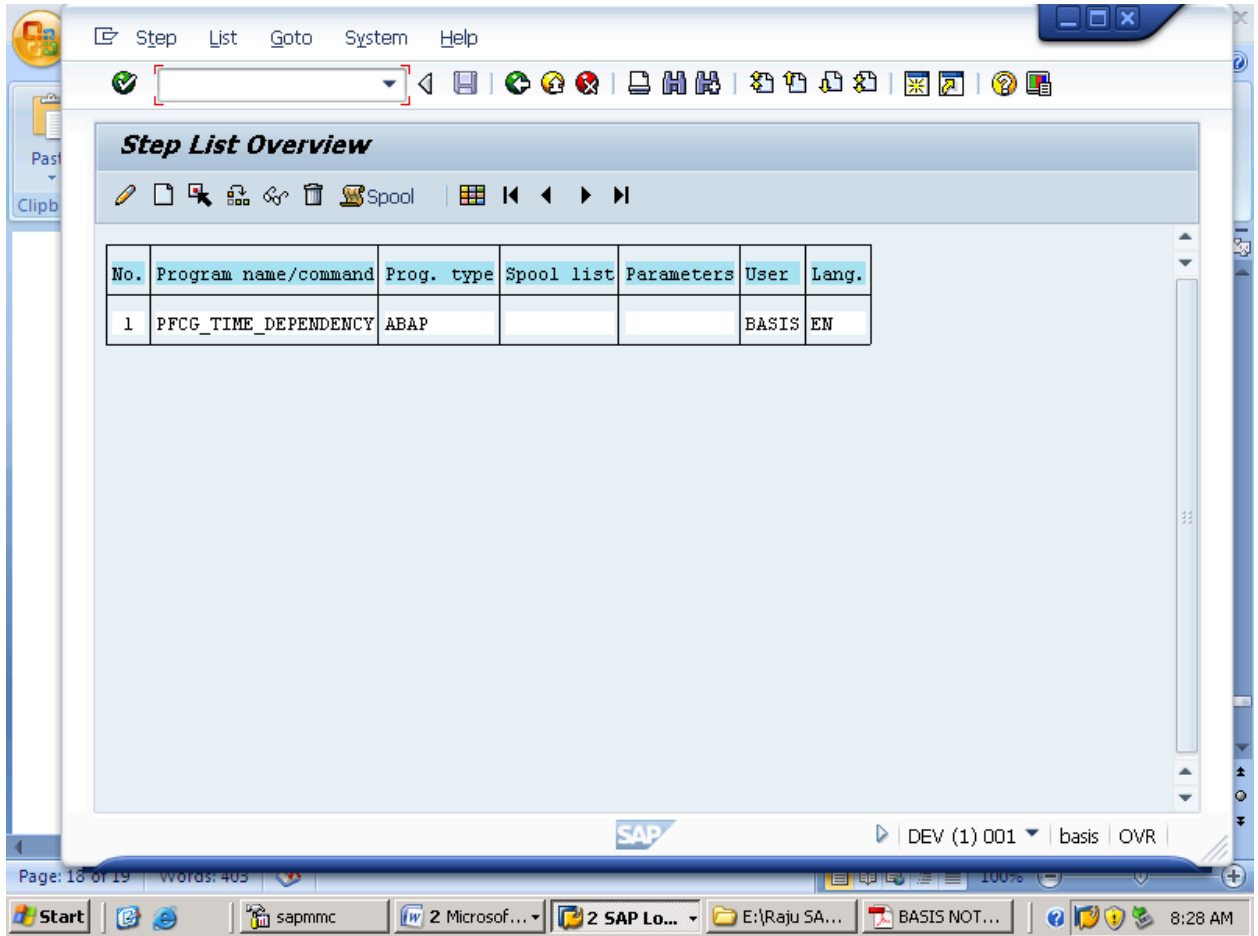 Step List Goto System Help
Step List Overview
Past
Spool
Clipb
No. Program name/command Prog. type Spool list Parameters User Lang.
1 PFCG_TIME_DEPENDENCY ABAP BASIS EN
SAP
DEV (1) 001 basis OVR
Page: 18 of 19 Words: 403 100%
Start sapmmc 2 Microsof... 2 SAP Lo... E:\Raju SA... BASIS NOT... 8:28 AM